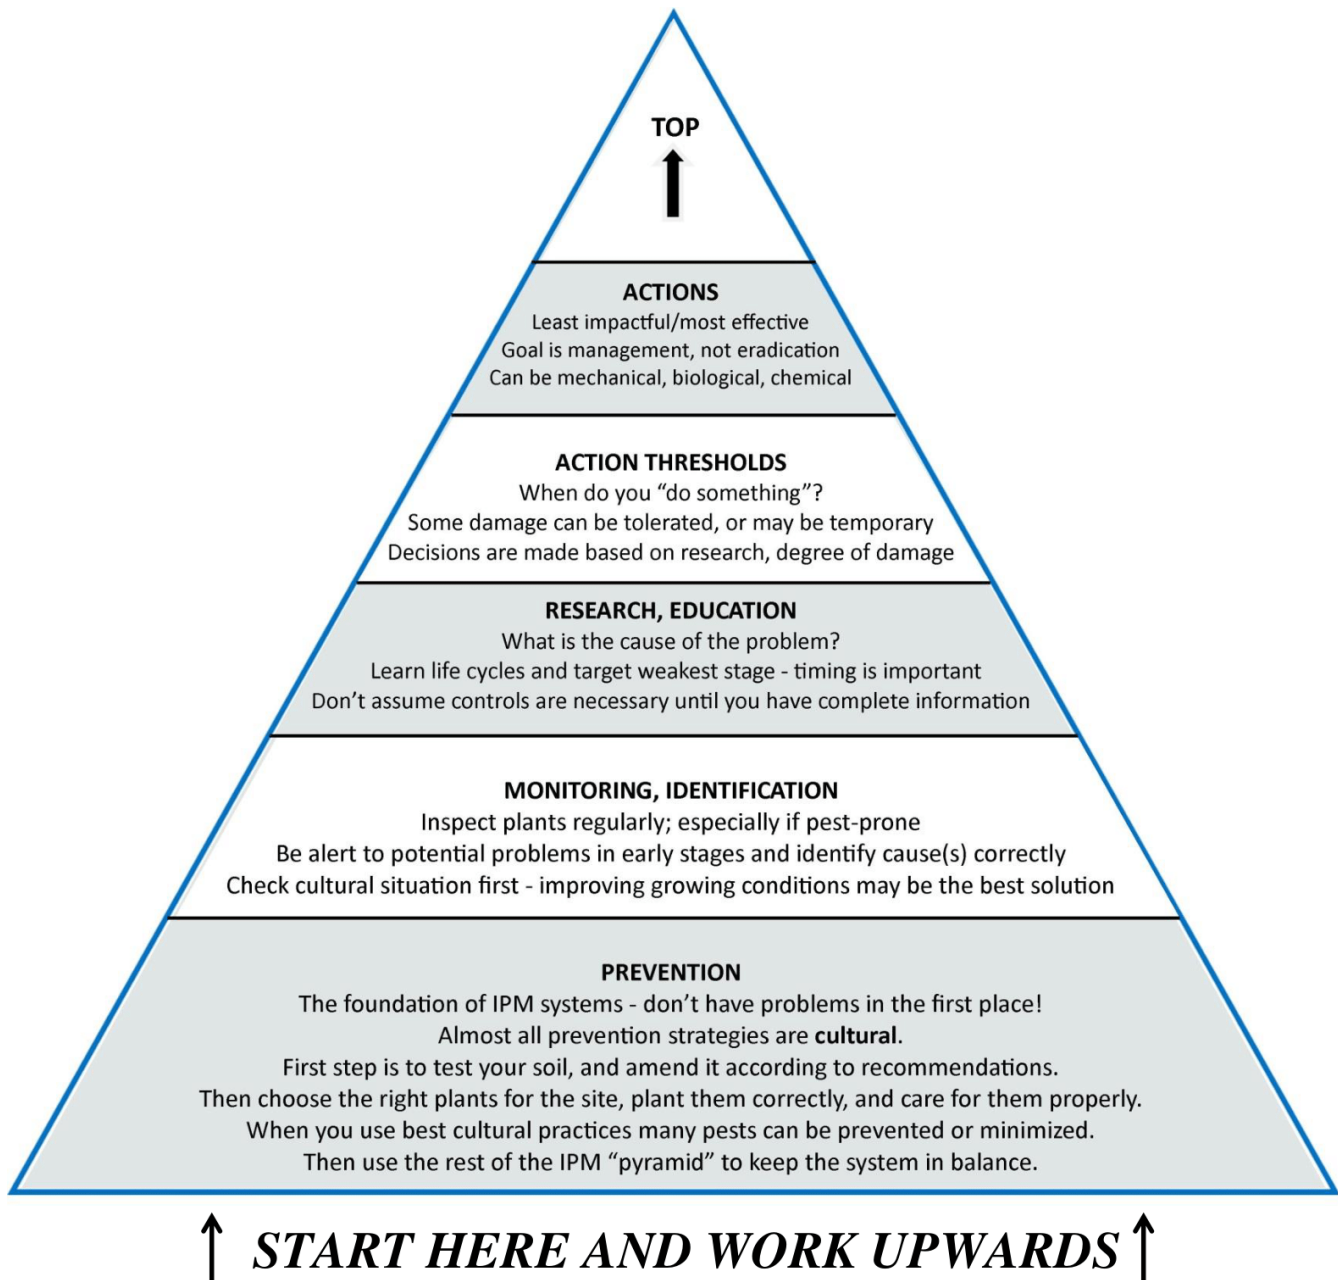 TOP
ACTIONS
Least impactful/most effective
Goal is management, not eradication
Can be mechanical, biological, chemical
ACTION THRESHOLDS
When do you “do something”?
Some damage can be tolerated, or may be temporary
Decisions are made based on research, degree of damage
RESEARCH, EDUCATION
What is the cause of the problem?
Learn life cycles and target weakest stage - timing is important
Don’t assume controls are necessary until you have complete information
MONITORING, IDENTIFICATION
Inspect plants regularly; especially if pest-prone
Be alert to potential problems in early stages and identify cause(s) correctly
Check cultural situation first - improving growing conditions may be the best solution
PREVENTION
The foundation of IPM systems - don’t have problems in the first place!
Almost all prevention strategies are cultural.
First step is to test your soil, and amend it according to recommendations.
Then choose the right plants for the site, plant them correctly, and care for them properly.
When you use best cultural practices many pests can be prevented or minimized.
Then use the rest of the IPM “pyramid” to keep the system in balance.
START HERE AND WORK UPWARDS